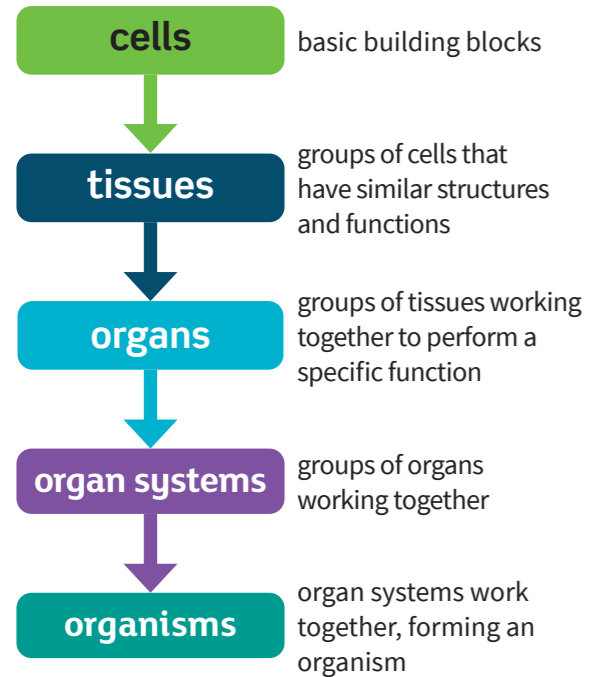 cells
basic building blocks
tissues
groups of cells that
have similar structures
and functions
organs
groups of tissues working
together to perform a
specific function
organ systems
groups of organs
working together
organisms
organ systems work
together, forming an
organism